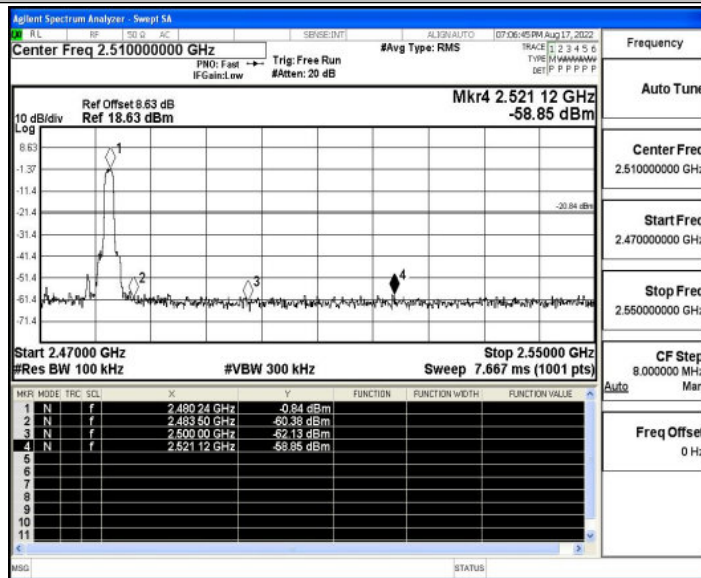 Agilent Spectrum Analyzer - Swept SA
RL RF 50 Ω AC SENSE:INT ALIGN AUTO 07:06:45 PM Aug 17, 2022
Center Freq 2.510000000 GHz
PNO: Fast
IFGain:Low
Trig: Free Run
#Atten: 20 dB
#Avg Type: RMS
TRACE 1 2 3 4 5 6
TYPE M
DET P P P P P P
Ref Offset 8.63 dB
10 dB/div Ref 18.63 dBm
Log
Mkr4 2.521 12 GHz
-58.85 dBm
8.63
-1.37
-11.4
-21.4
-31.4
-41.4
-51.4
-61.4
-71.4
1
2
3
4
-20.84 dBm
Start 2.47000 GHz Stop 2.55000 GHz
#Res BW 100 kHz #VBW 300 kHz Sweep 7.667 ms (1001 pts)
MKR MODE TRC SCL X Y FUNCTION FUNCTION WIDTH FUNCTION VALUE
1 N f 2.480 24 GHz -0.84 dBm
2 N f 2.483 50 GHz -60.38 dBm
3 N f 2.500 00 GHz -62.13 dBm
4 N f 2.521 12 GHz -58.85 dBm
5
6
7
8
9
10
11
MSG STATUS
Frequency
Auto Tune
Center Freq
2.510000000 GHz
Start Freq
2.470000000 GHz
Stop Freq
2.550000000 GHz
CF Step
8.000000 MHz
Auto Man
Freq Offset
0 Hz